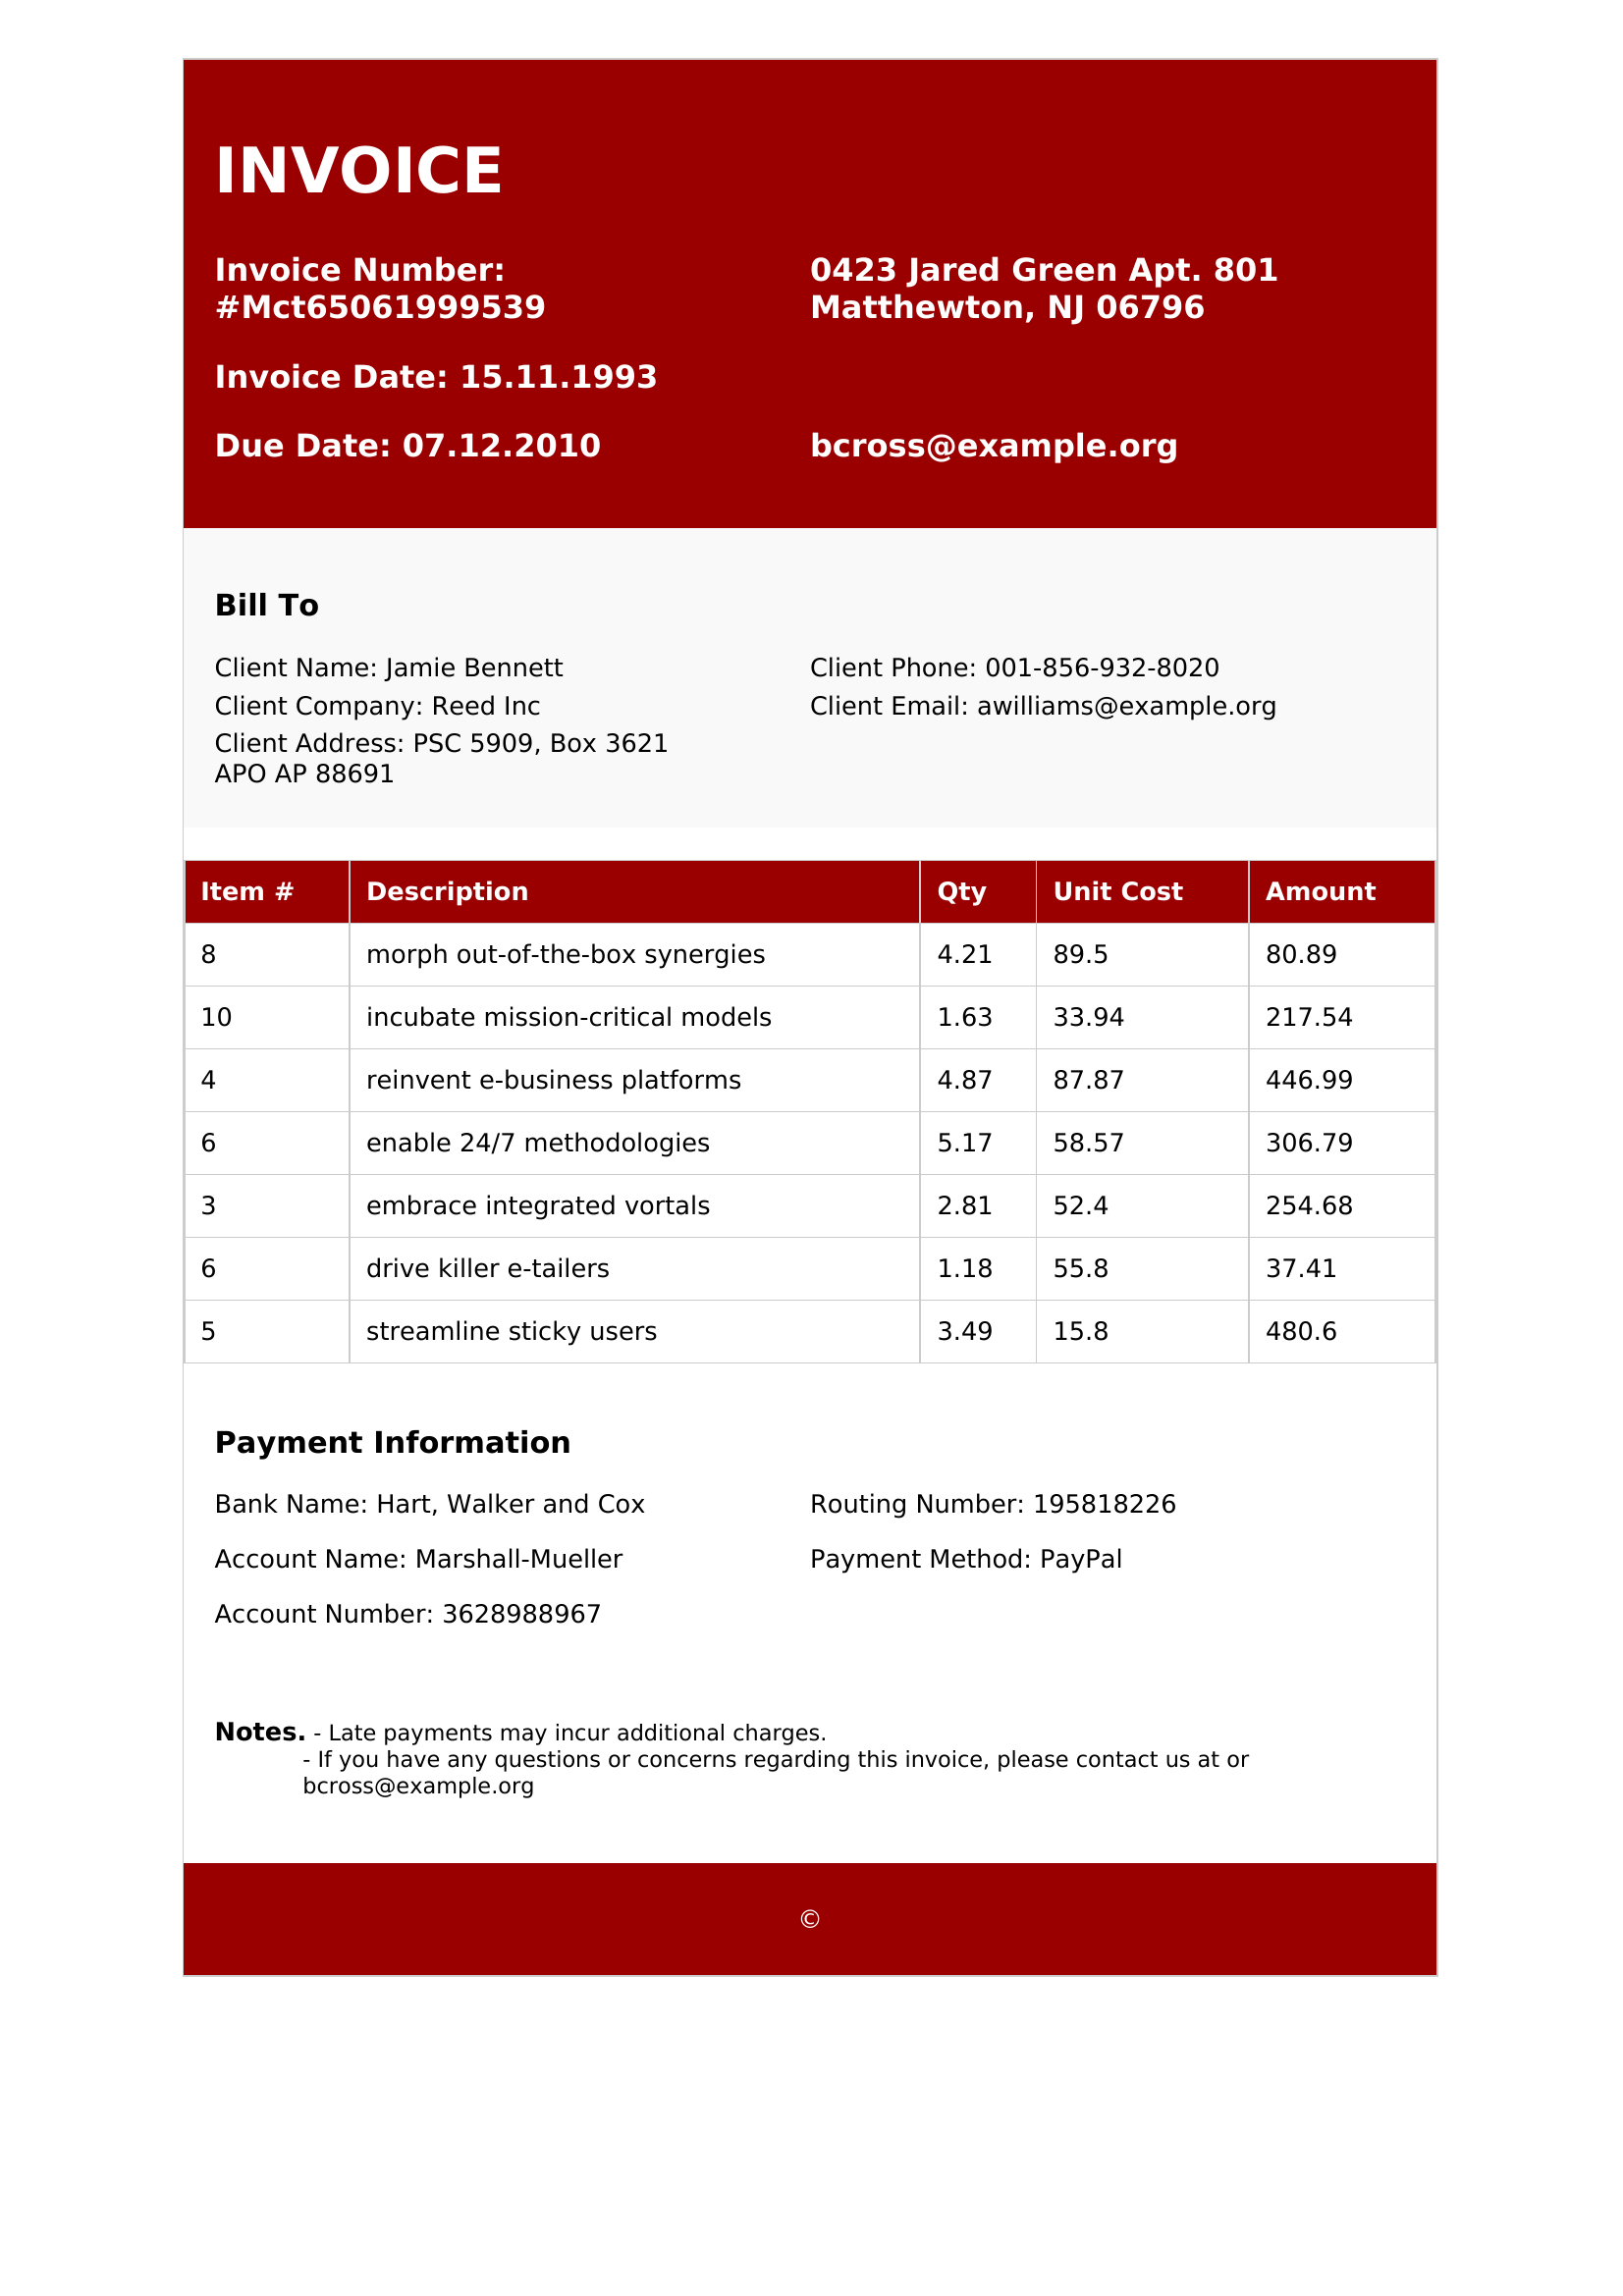 INVOICE
Invoice Number:
#Mct65061999539
0423 Jared Green Apt. 801
Matthewton, NJ 06796
Invoice Date: 15.11.1993
Due Date: 07.12.2010
bcross@example.org
Bill To
Client Name: Jamie Bennett
Client Phone: 001-856-932-8020
Client Company: Reed Inc
Client Email: awilliams@example.org
Client Address: PSC 5909, Box 3621
APO AP 88691
Item # Description Qty Unit Cost Amount
8 morph out-of-the-box synergies 4.21 89.5 80.89
10 incubate mission-critical models 1.63 33.94 217.54
4 reinvent e-business platforms 4.87 87.87 446.99
6 enable 24/7 methodologies 5.17 58.57 306.79
3 embrace integrated vortals 2.81 52.4 254.68
6 drive killer e-tailers 1.18 55.8 37.41
5 streamline sticky users 3.49 15.8 480.6
Payment Information
Bank Name: Hart, Walker and Cox
Routing Number: 195818226
Account Name: Marshall-Mueller
Payment Method: PayPal
Account Number: 3628988967
Notes. - Late payments may incur additional charges.
- If you have any questions or concerns regarding this invoice, please contact us at or
bcross@example.org
©